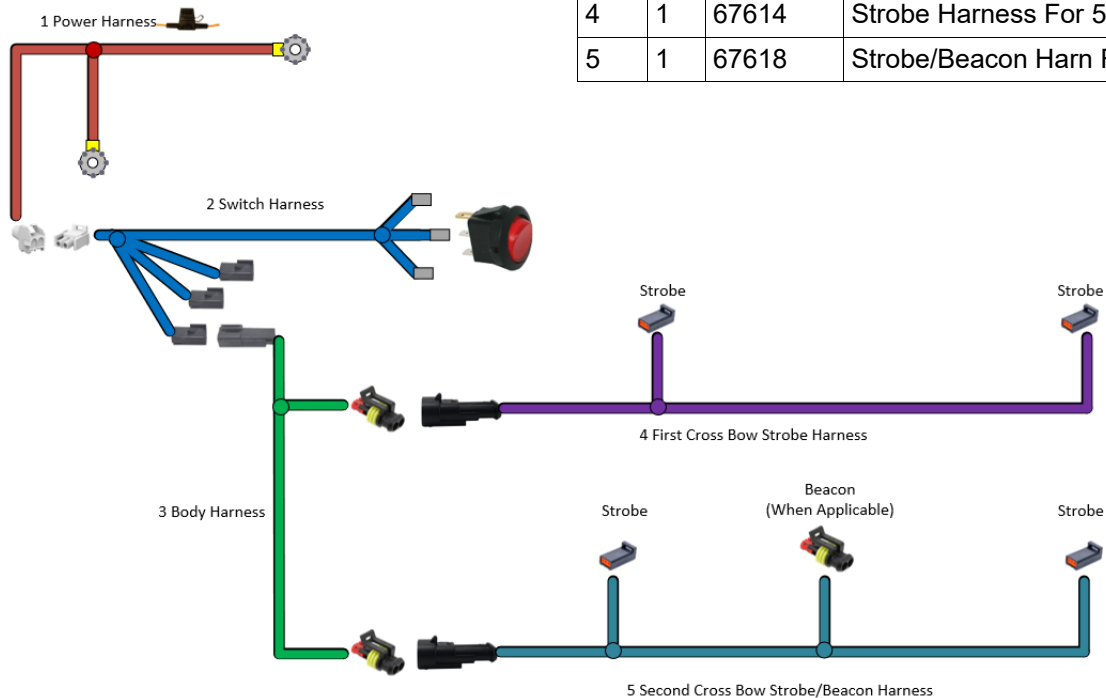 1 Power Harness
4 1 67614 Strobe Harness For 5
5 1 67618 Strobe/Beacon Harn
2 Switch Harness
Strobe
Strobe
4 First Cross Bow Strobe Harness
3 Body Harness
Strobe
Beacon
(When Applicable)
Strobe
5 Second Cross Bow Strobe/Beacon Harness